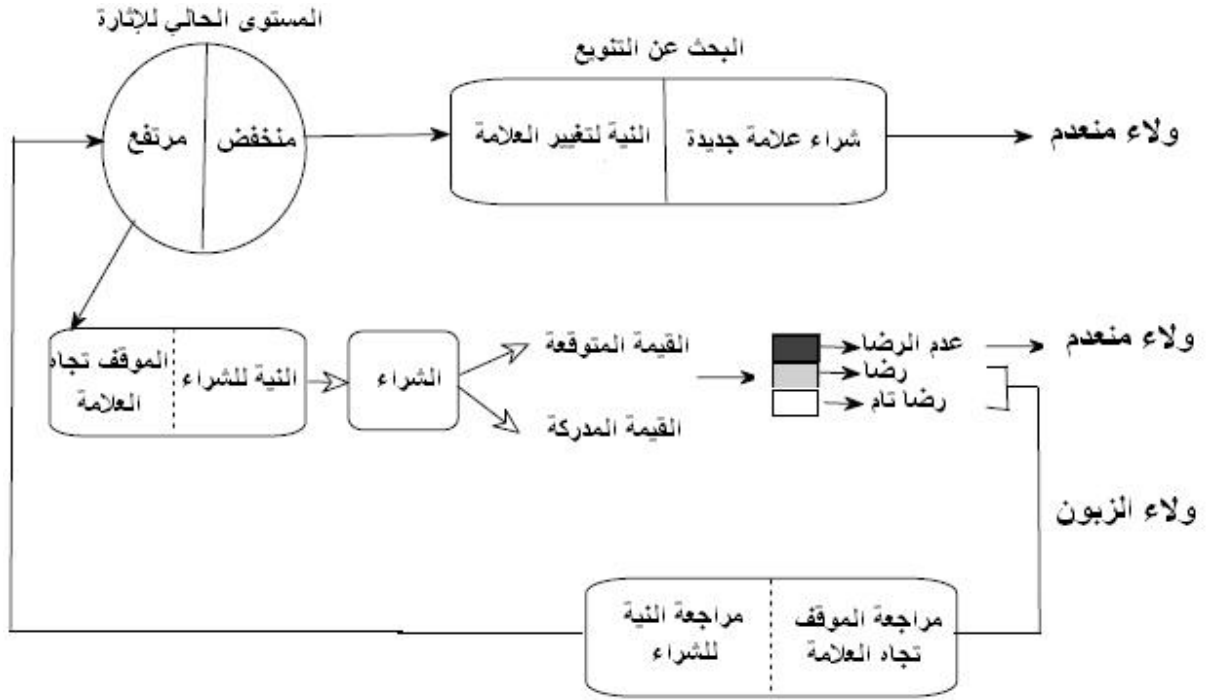 المستوى الحالي للإثارة
البحث عن التنويع
مرتفع
منخفض
النية لتغيير العلامة
شراء علامة جديدة
ولاء منعدم
الموقف تجاه
العلامة
النية للشراء
الشراء
القيمة المتوقعة
القيمة المدركة
عدم الرضا
رضا
رضا تام
ولاء منعدم
ولاء الزبون
مراجعة الموقف
تجاه العلامة
مراجعة النية
للشراء